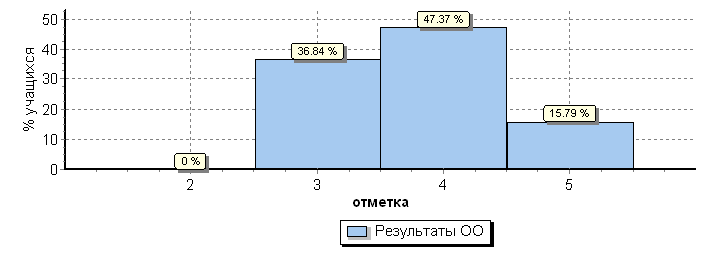 47.37 %
36.84 %
15.79 %
0 %
% учащихся
50
40
30
20
10
0
2 3 4 5
отметка
Результаты ОО